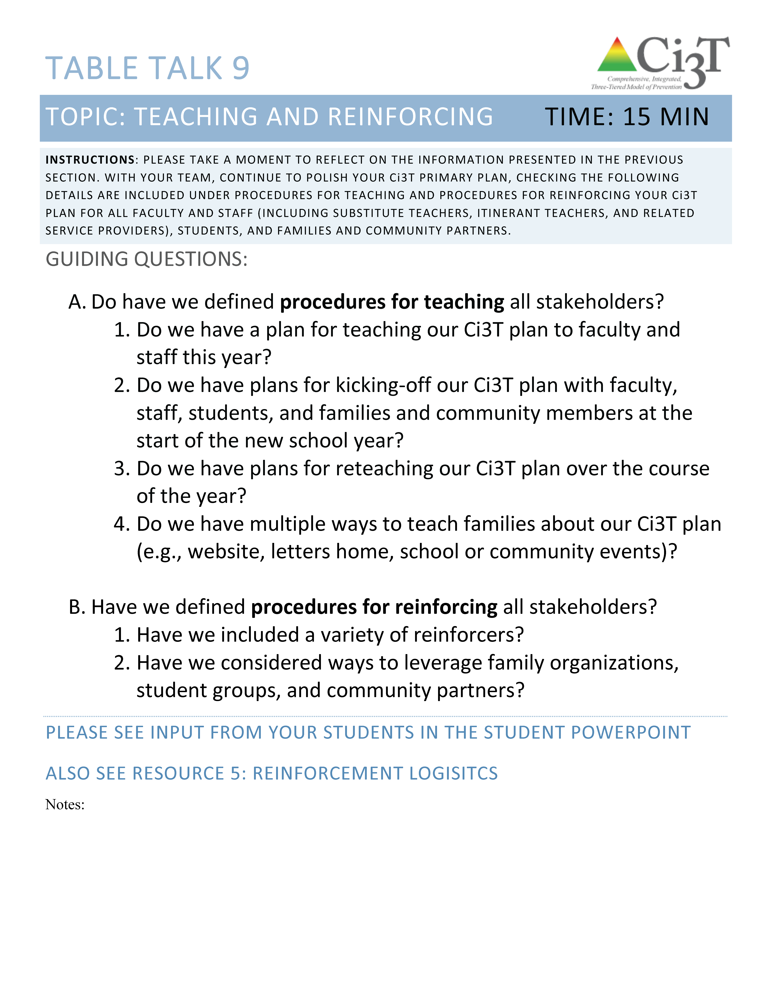 TABLE TALK 9
Ci3T
Comprehensive, Integrated,
Three-Tiered Model of Prevention
TOPIC: TEACHING AND REINFORCING TIME: 15 MIN
INSTRUCTIONS: PLEASE TAKE A MOMENT TO REFLECT ON THE INFORMATION PRESENTED IN THE PREVIOUS
SECTION. WITH YOUR TEAM, CONTINUE TO POLISH YOUR Ci3T PRIMARY PLAN, CHECKING THE FOLLOWING
DETAILS ARE INCLUDED UNDER PROCEDURES FOR TEACHING AND PROCEDURES FOR REINFORCING YOUR Ci3T
PLAN FOR ALL FACULTY AND STAFF (INCLUDING SUBSTITUTE TEACHERS, ITINERANT TEACHERS, AND RELATED
SERVICE PROVIDERS), STUDENTS, AND FAMILIES AND COMMUNITY PARTNERS.
GUIDING QUESTIONS:
A. Do have we defined procedures for teaching all stakeholders?
1. Do we have a plan for teaching our Ci3T plan to faculty and
staff this year?
2. Do we have plans for kicking-off our Ci3T plan with faculty,
staff, students, and families and community members at the
start of the new school year?
3. Do we have plans for reteaching our Ci3T plan over the course
of the year?
4. Do we have multiple ways to teach families about our Ci3T plan
(e.g., website, letters home, school or community events)?
B. Have we defined procedures for reinforcing all stakeholders?
1. Have we included a variety of reinforcers?
2. Have we considered ways to leverage family organizations,
student groups, and community partners?
PLEASE SEE INPUT FROM YOUR STUDENTS IN THE STUDENT POWERPOINT
ALSO SEE RESOURCE 5: REINFORCEMENT LOGISITCS
Notes: